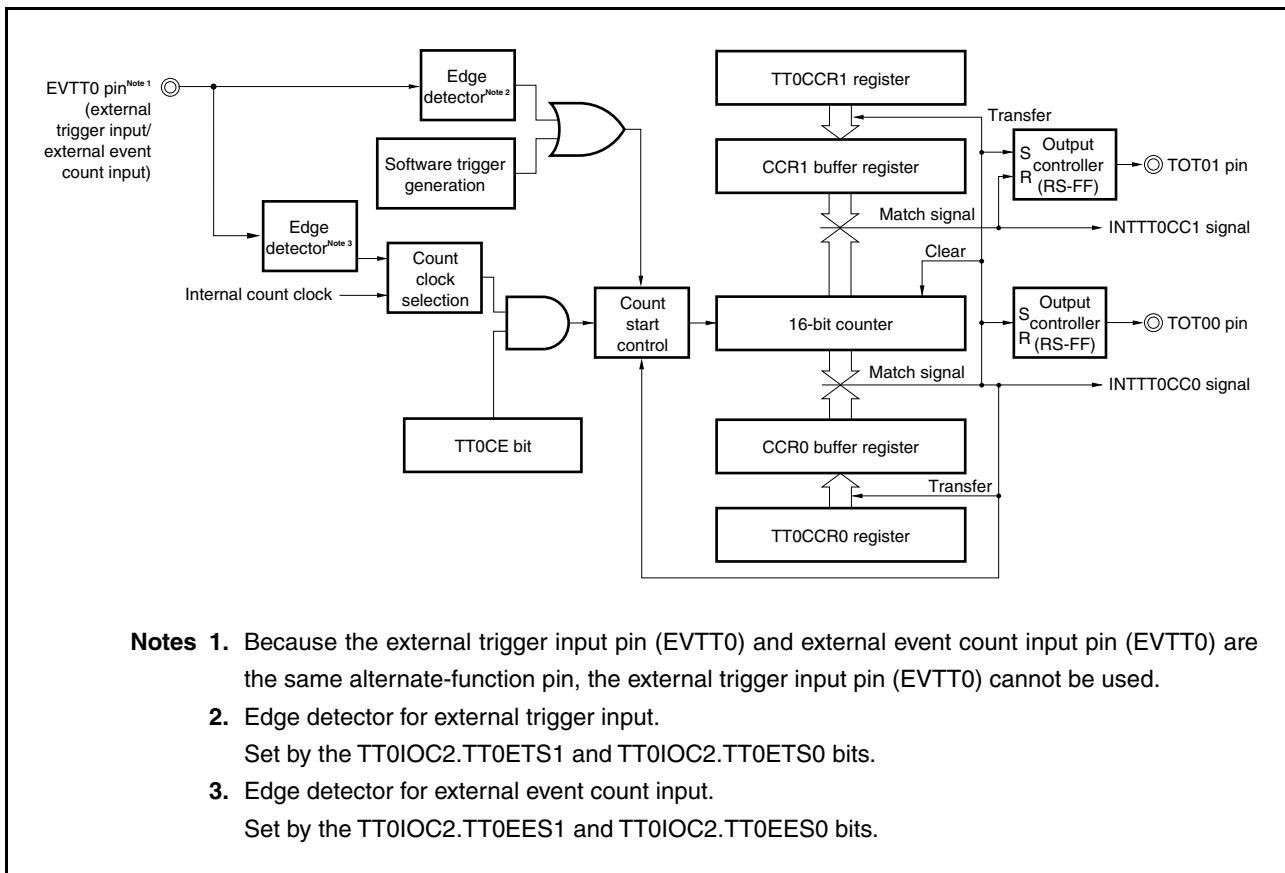 EVTT0 pinNote 1
(external
trigger input/
external event
count input)
Edge
detectorNote 2
Software trigger
generation
Edge
detectorNote 3
Internal count clock
Count
clock
selection
TT0CE bit
Count
start
control
TT0CCR1 register
Transfer
CCR1 buffer register
S
R
Output
controller
(RS-FF)
TOT01 pin
Match signal
INTTT0CC1 signal
Clear
16-bit counter
S
R
Output
controller
(RS-FF)
TOT00 pin
Match signal
INTTT0CC0 signal
CCR0 buffer register
Transfer
TT0CCR0 register
Notes 1. Because the external trigger input pin (EVTT0) and external event count input pin (EVTT0) are
the same alternate-function pin, the external trigger input pin (EVTT0) cannot be used.
2. Edge detector for external trigger input.
Set by the TT0IOC2.TT0ETS1 and TT0IOC2.TT0ETS0 bits.
3. Edge detector for external event count input.
Set by the TT0IOC2.TT0EES1 and TT0IOC2.TT0EES0 bits.